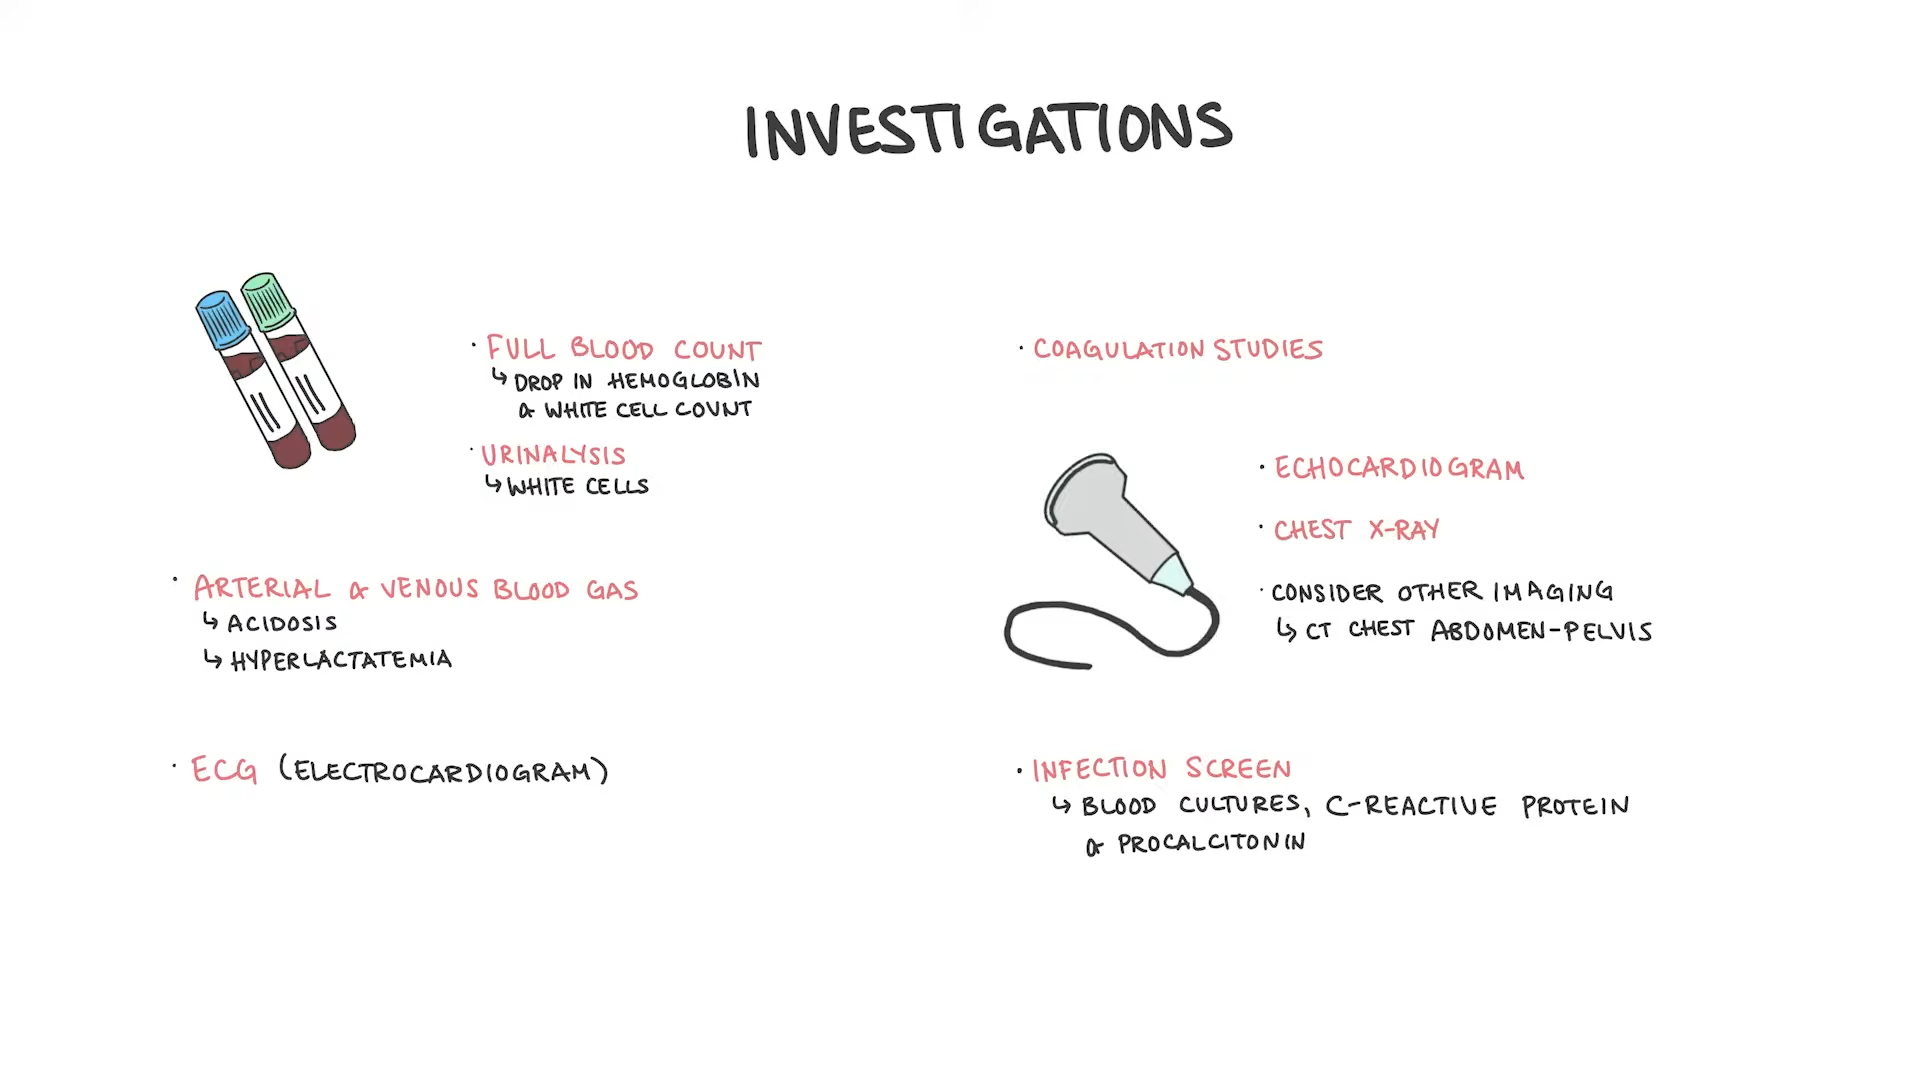 INVESTIGATIONS
· FULL BLOOD COUNT
↳ DROP IN HEMOGLOBIN
& WHITE CELL COUNT
· URINALYSIS
↳ WHITE CELLS
· ARTERIAL & VENOUS BLOOD GAS
↳ ACIDOSIS
↳ HYPERLACTATEMIA
· ECG (ELECTROCARDIOGRAM)
· COAGULATION STUDIES
· ECHOCARDIOGRAM
· CHEST X-RAY
· CONSIDER OTHER IMAGING
↳ CT CHEST ABDOMEN-PELVIS
· INFECTION SCREEN
↳ BLOOD CULTURES, C-REACTIVE PROTEIN
& PROCALCITONIN